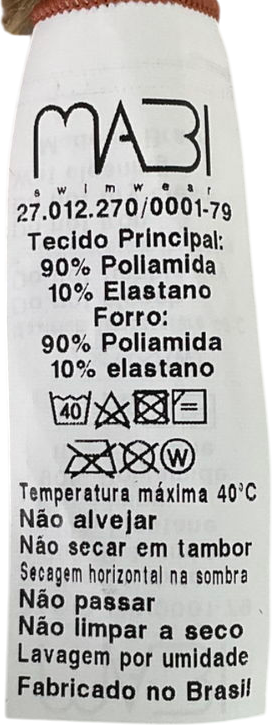 MABI
swimwear
27.012.270/0001-79
Tecido Principal:
90% Poliamida
10% Elastano
Forro:
90% Poliamida
10% elastano
40
W
Temperatura máxima 40°C
Não alvejar
Não secar em tambor
Secagem horizontal na sombra
Não passar
Não limpar a seco
Lavagem por umidade
Fabricado no Brasil